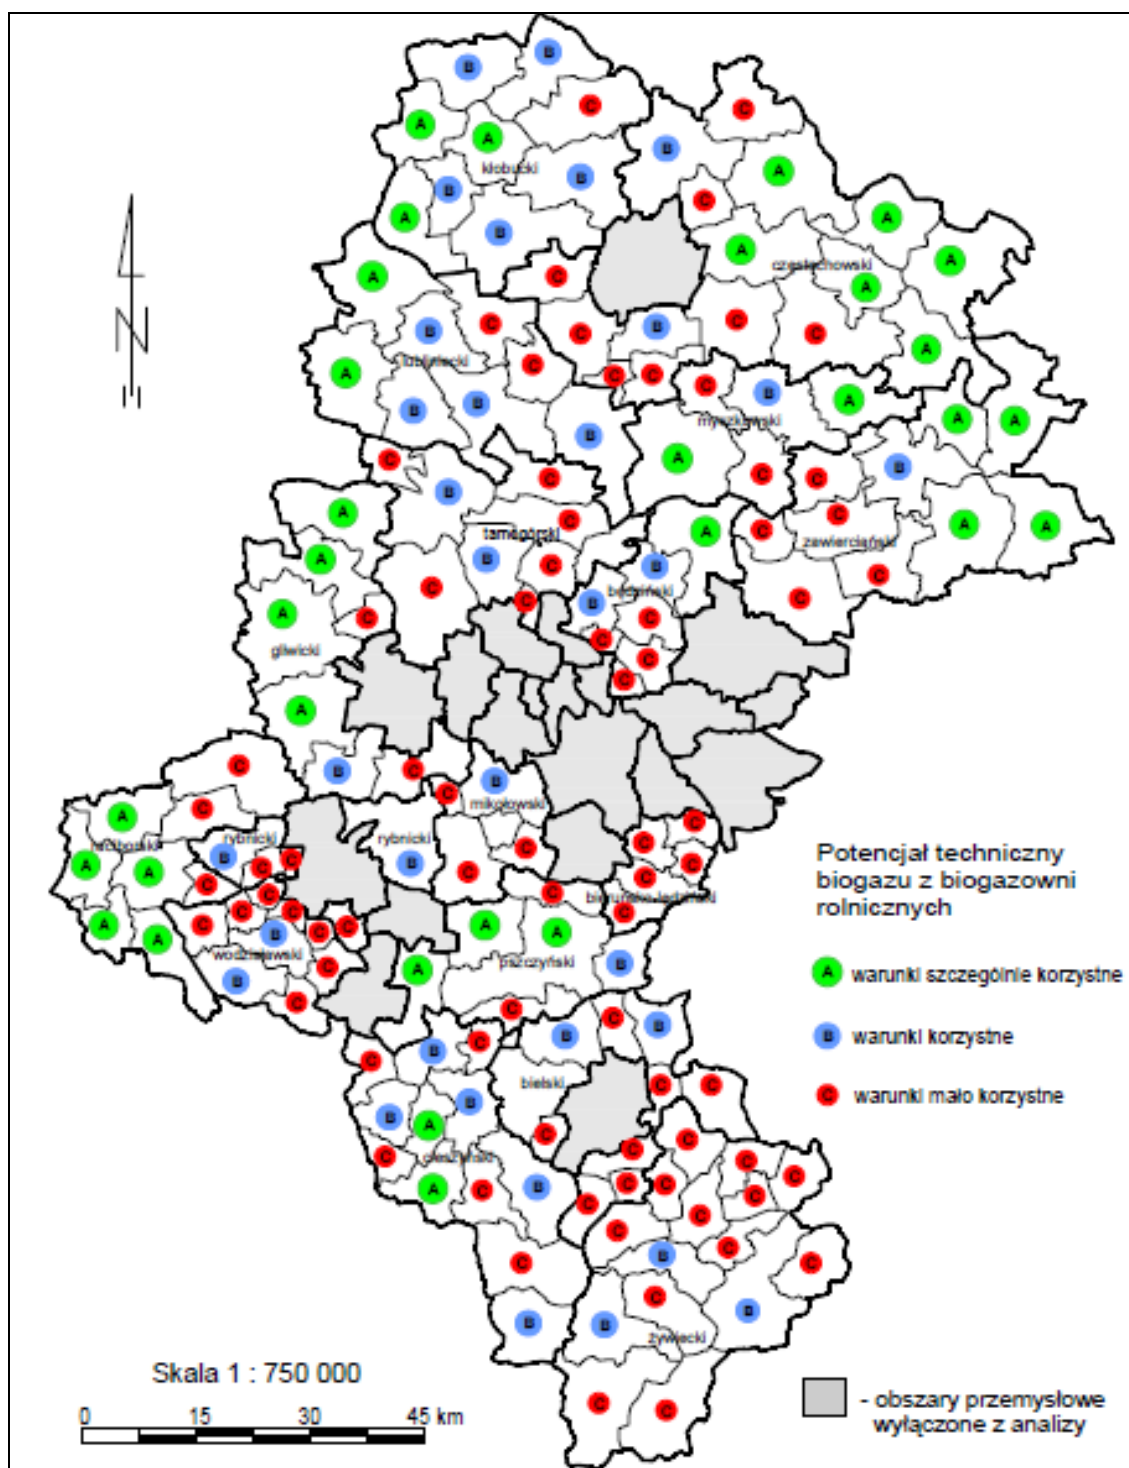 B
B
C
C
A
A
B
kłobucki
A
B
B
C
A
A
B
A
C
A
częstochowski
A
A
C
A
N
B
C
C
B
C
C
lubliniecki
C
A
A
C
C
C
B
A
myszkowski
B
B
B
A
A
A
C
C
C
C
B
B
A
C
C
A
A
tarnogórski
C
A
zawierciański
A
B
C
B
C
będziński
C
B
C
C
A
C
C
C
C
gliwicki
C
C
A
C
B
C
B
C
mikołowski
C
A
C
raciborski
rybnicki
rybnicki
C
C
B
C
C
B
C
C
A
A
C
C
C
bieruńsko-lędziński
C
C
C
C
C
A
A
C
C
C
B
C
A
A
wodzisławski
pszczyński
C
A
B
B
C
C
C
B
B
C
B
C
bielski
C
C
B
B
A
C
C
C
cieszyński
C
C
C
A
C
B
C
C
C
C
C
C
C
B
C
C
C
C
B
B
B
żywiecki
C
C
Potencjał techniczny
biogazu z biogazowni
rolniczych
A warunki szczególnie korzystne
B warunki korzystne
C warunki mało korzystne
Skala 1 : 750 000
0 15 30 45 km
- obszary przemysłowe
wyłączone z analizy